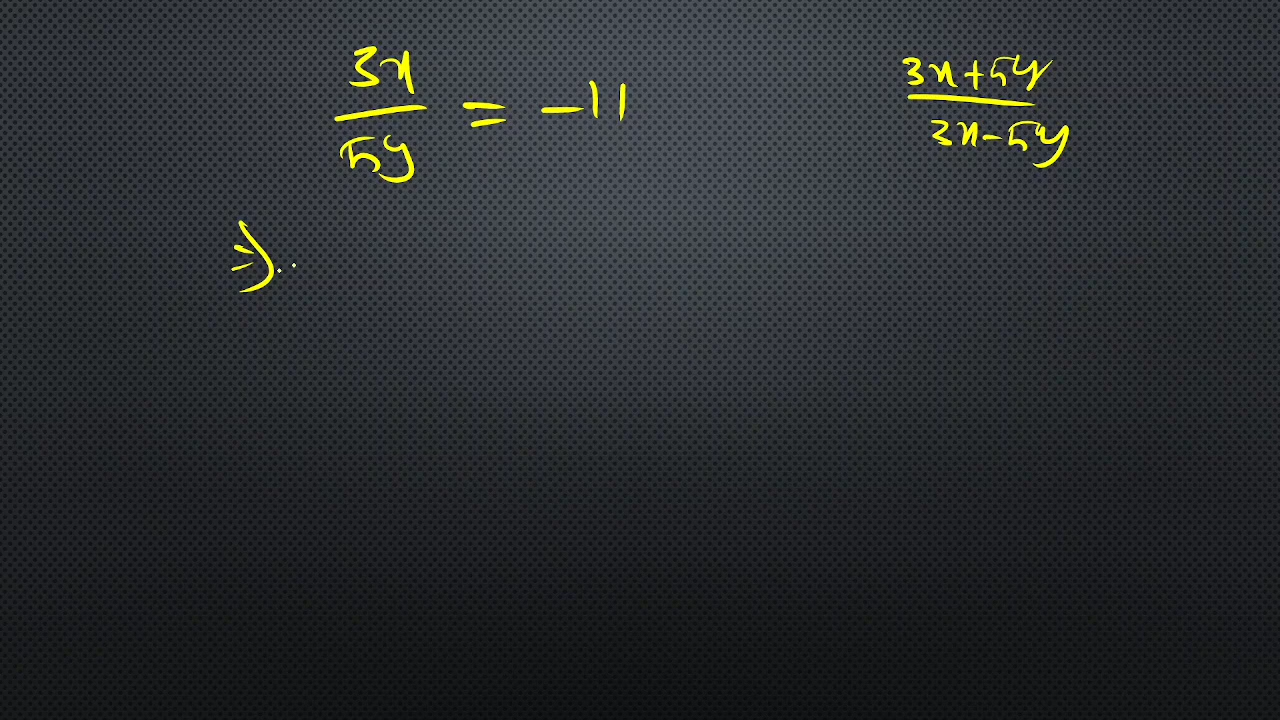 3x/5y = -11
(3x+5y)/(3x-5y)
⇒